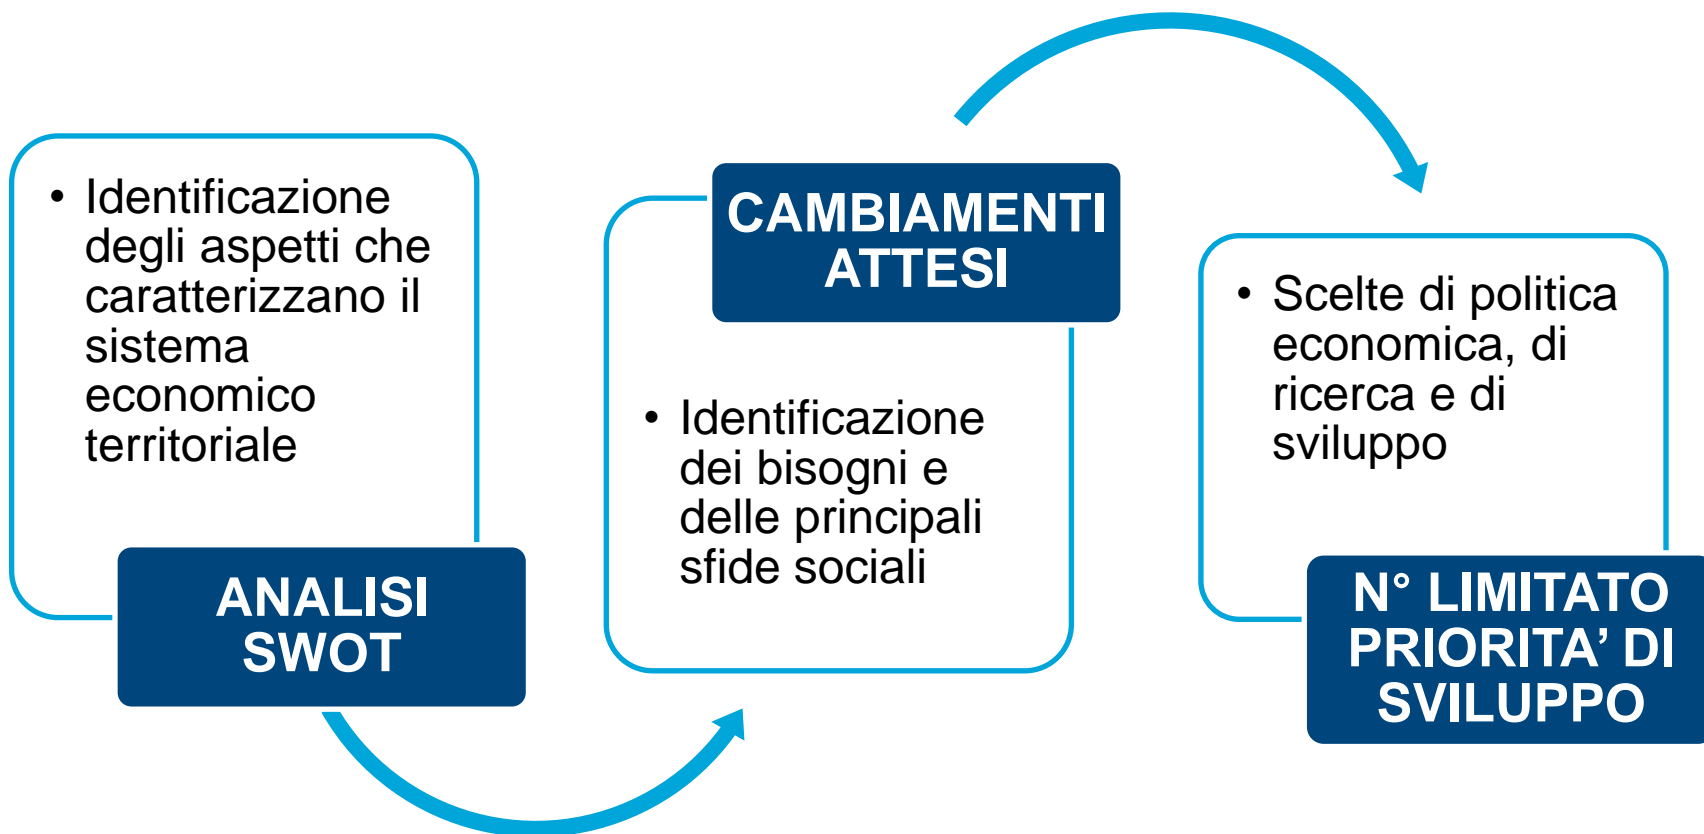 • Identificazione
degli aspetti che
caratterizzano il
sistema
economico
territoriale
ANALISI
SWOT
CAMBIAMENTI
ATTESI
• Identificazione
dei bisogni e
delle principali
sfide sociali
• Scelte di politica
economica, di
ricerca e di
sviluppo
N° LIMITATO
PRIORITA’ DI
SVILUPPO